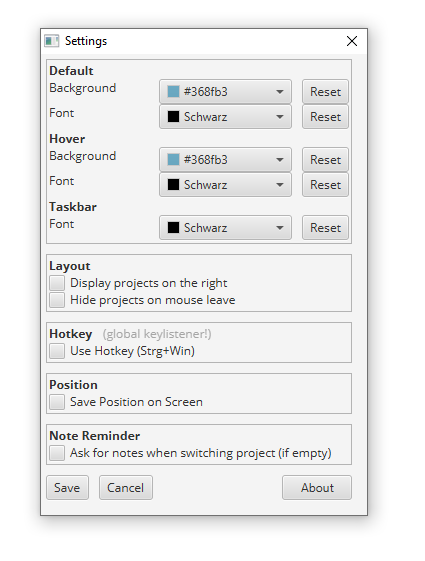 Settings
Default
Background #368fb3 Reset
Font Schwarz Reset
Hover
Background #368fb3 Reset
Font Schwarz Reset
Taskbar
Font Schwarz Reset
Layout
Display projects on the right
Hide projects on mouse leave
Hotkey (global keylistener!)
Use Hotkey (Strg+Win)
Position
Save Position on Screen
Note Reminder
Ask for notes when switching project (if empty)
Save Cancel About